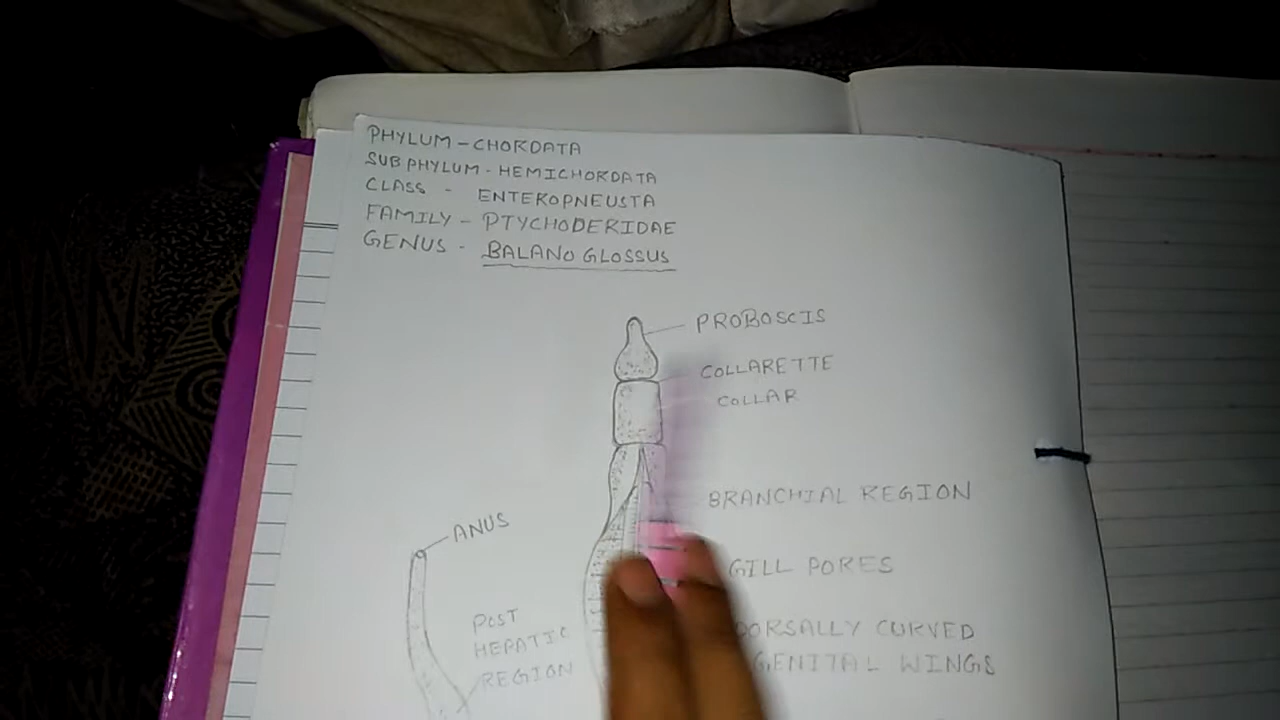 PHYLUM - CHORDATA
SUB PHYLUM - HEMICHORDATA
CLASS - ENTEROPNEUSTA
FAMILY - PTYCHODERIDAE
GENUS - BALANO GLOSSUS
PROBOSCIS
COLLARETTE
COLLAR
BRANCHIAL REGION
ANUS
GILL PORES
POST
HEPATIC
REGION
DORSALLY CURVED
GENITAL WINGS